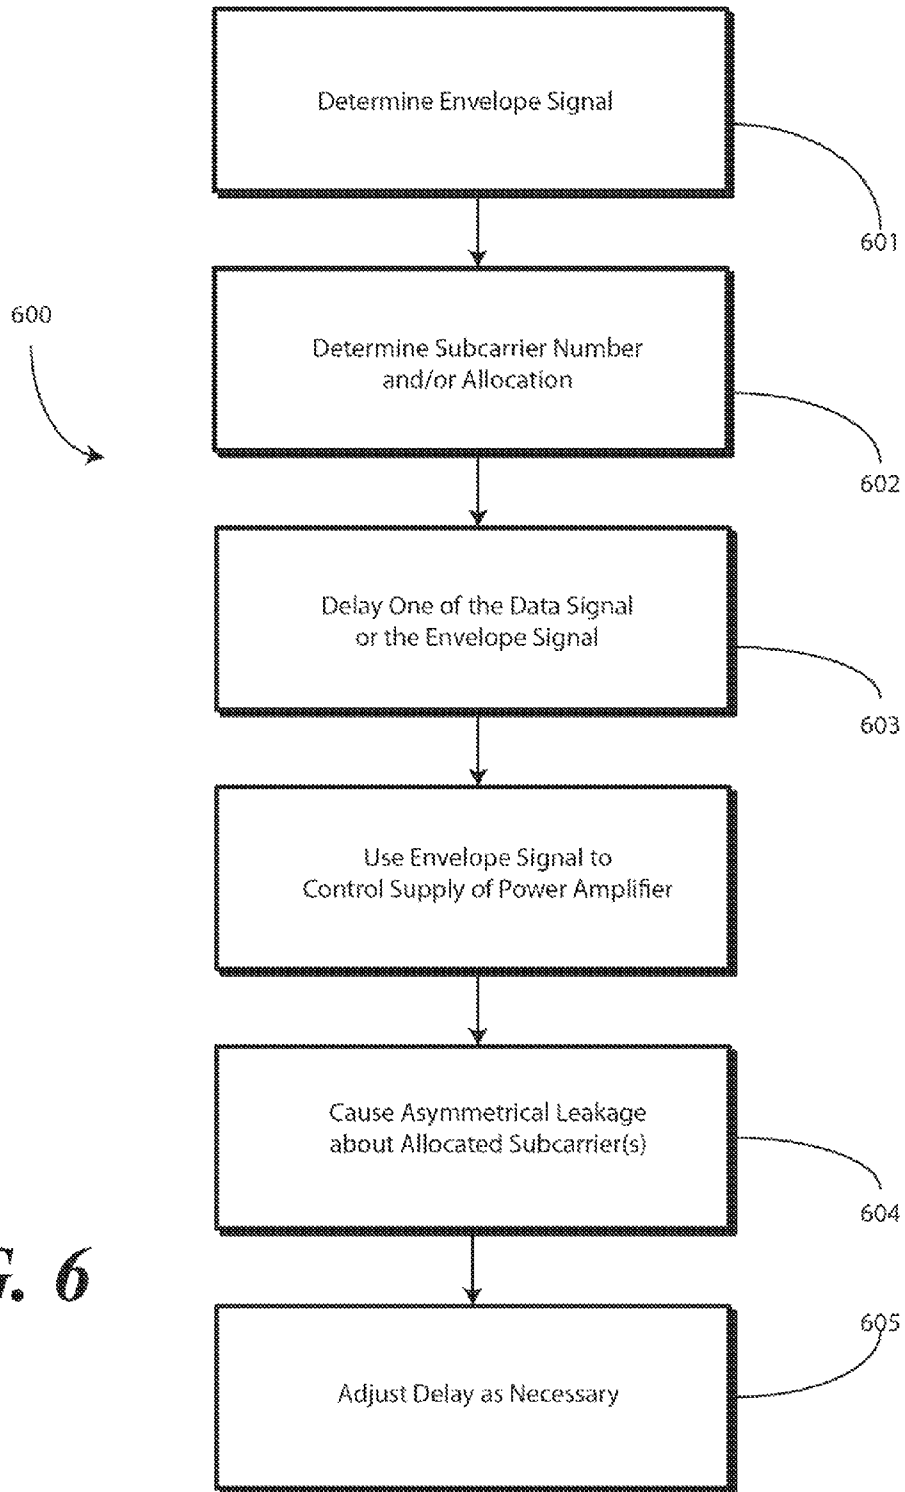 Determine Envelope Signal
601
600
Determine Subcarrier Number
and/or Allocation
602
Delay One of the Data Signal
or the Envelope Signal
603
Use Envelope Signal to
Control Supply of Power Amplifier
Cause Asymmetrical Leakage
about Allocated Subcarrier(s)
604
G. 6
605
Adjust Delay as Necessary